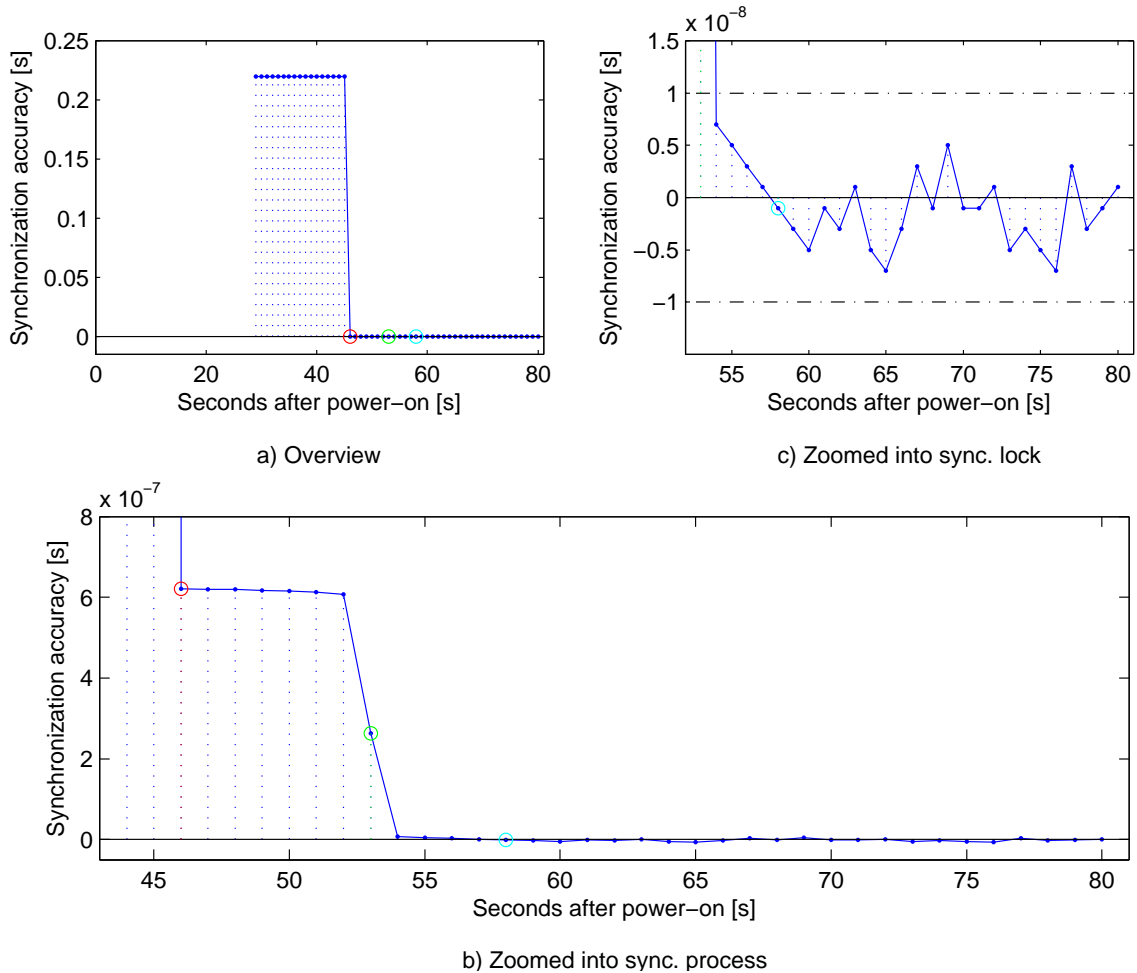 0.25
0.2
0.15
0.1
0.05
0
0 20 40 60 80
Synchronization accuracy [s]
Seconds after power−on [s]
a) Overview
x 10−8
1.5
1
0.5
0
−0.5
−1
55 60 65 70 75 80
Synchronization accuracy [s]
Seconds after power−on [s]
c) Zoomed into sync. lock
x 10−7
8
6
4
2
0
45 50 55 60 65 70 75 80
Synchronization accuracy [s]
Seconds after power−on [s]
b) Zoomed into sync. process